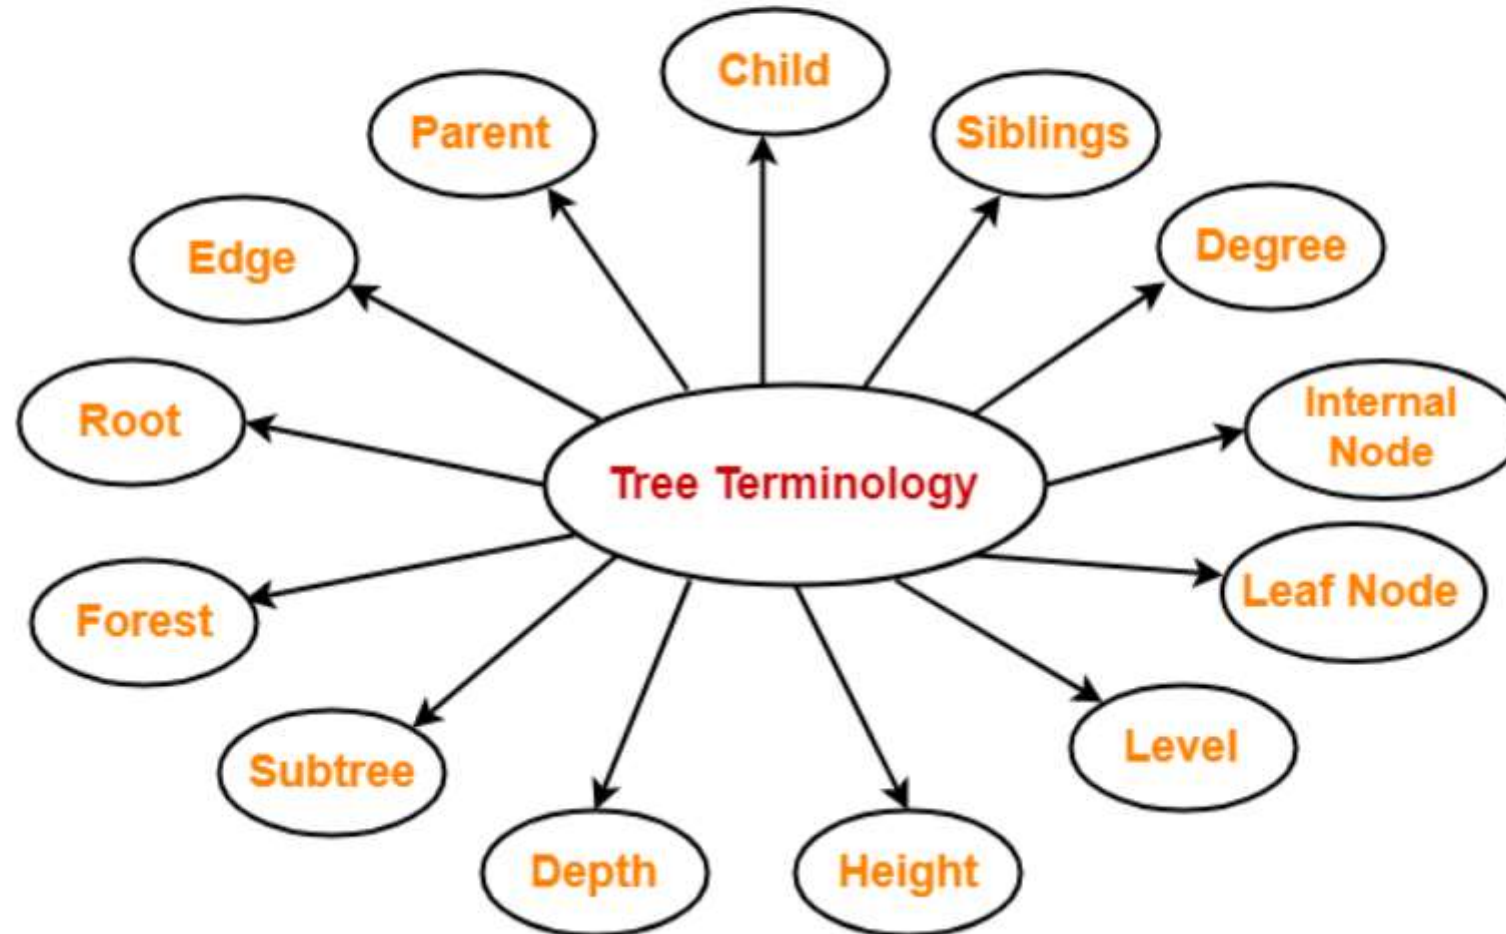 Child
Parent
Siblings
Edge
Degree
Root
Internal
Node
Tree Terminology
Leaf Node
Forest
Subtree
Level
Depth
Height